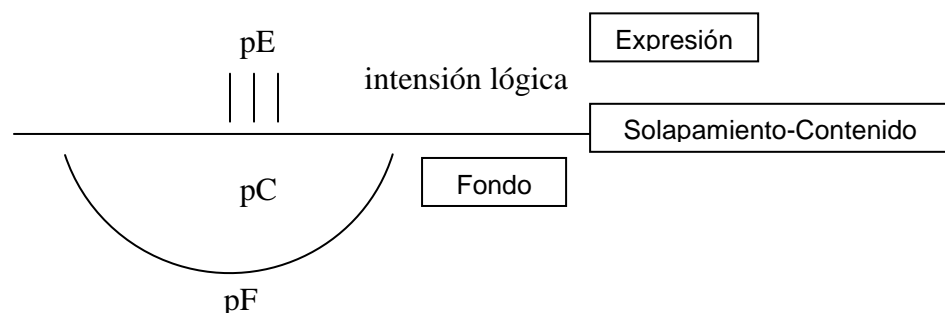 pE
Expresión
intensión lógica
Solapamiento-Contenido
pC
Fondo
pF